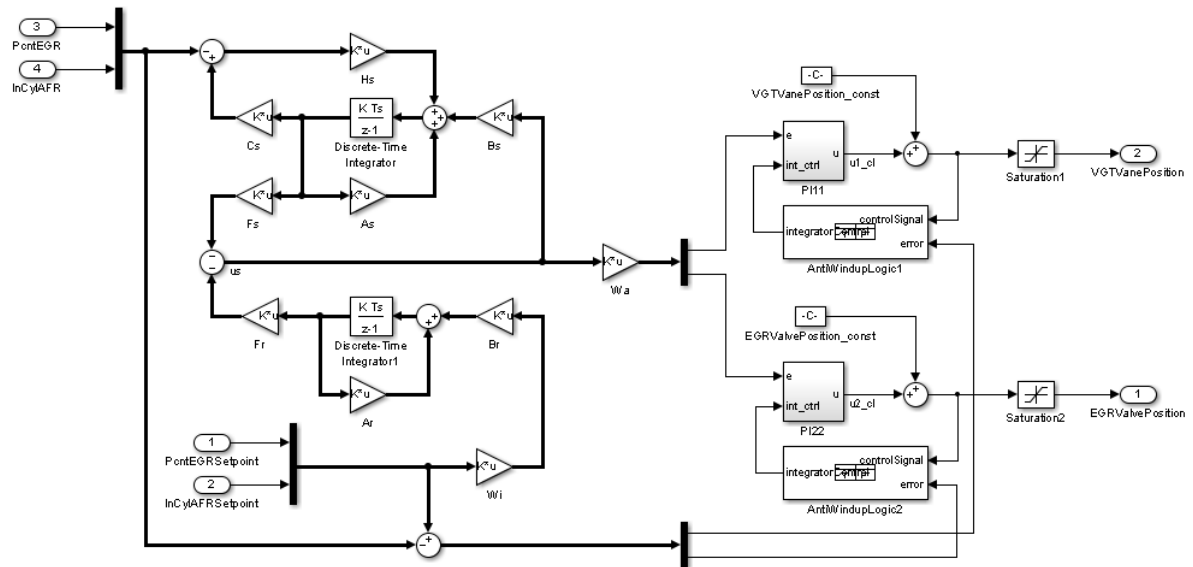 3
PcntEGR
4
InCylAFR
K*u
Hs
K*u
Cs
K Ts
z-1
Discrete-Time
Integrator
K*u
Bs
K*u
Fs
K*u
As
us
K*u
Wa
K*u
Fr
K Ts
z-1
Discrete-Time
Integrator1
K*u
Br
K*u
Ar
1
PcntEGRSetpoint
2
InCylAFRSetpoint
K*u
Wi
-C-
VGTVanePosition_const
e
int_ctrl
u
PI11
u1_cl
Saturation1
2
VGTVanePosition
controlSignal
integratorControl
error
AntiWindupLogic1
-C-
EGRValvePosition_const
e
int_ctrl
u
PI22
u2_cl
Saturation2
1
EGRValvePosition
controlSignal
integratorControl
error
AntiWindupLogic2